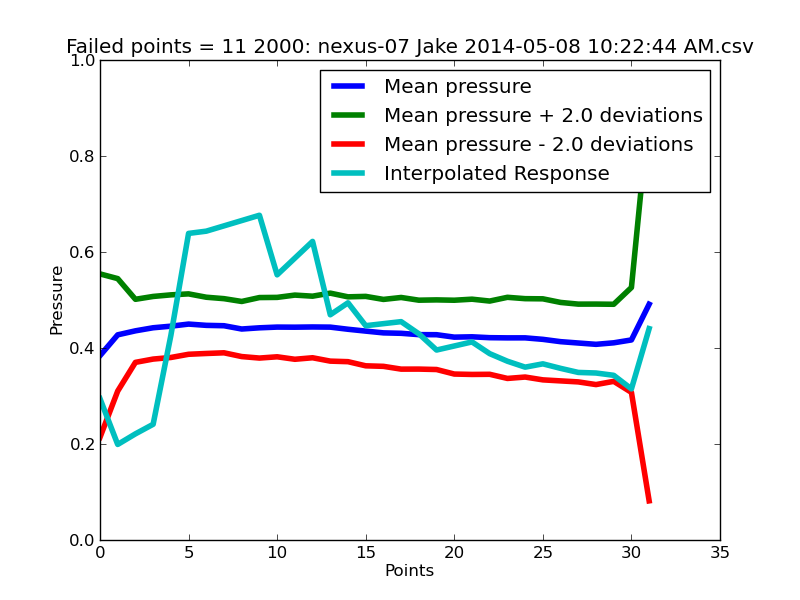 Failed points = 11 2000: nexus-07 Jake 2014-05-08 10:22:44 AM.csv
Mean pressure
Mean pressure + 2.0 deviations
Mean pressure - 2.0 deviations
Interpolated Response
1.0
0.8
0.6
0.4
0.2
0.0
Pressure
0 5 10 15 20 25 30 35
Points